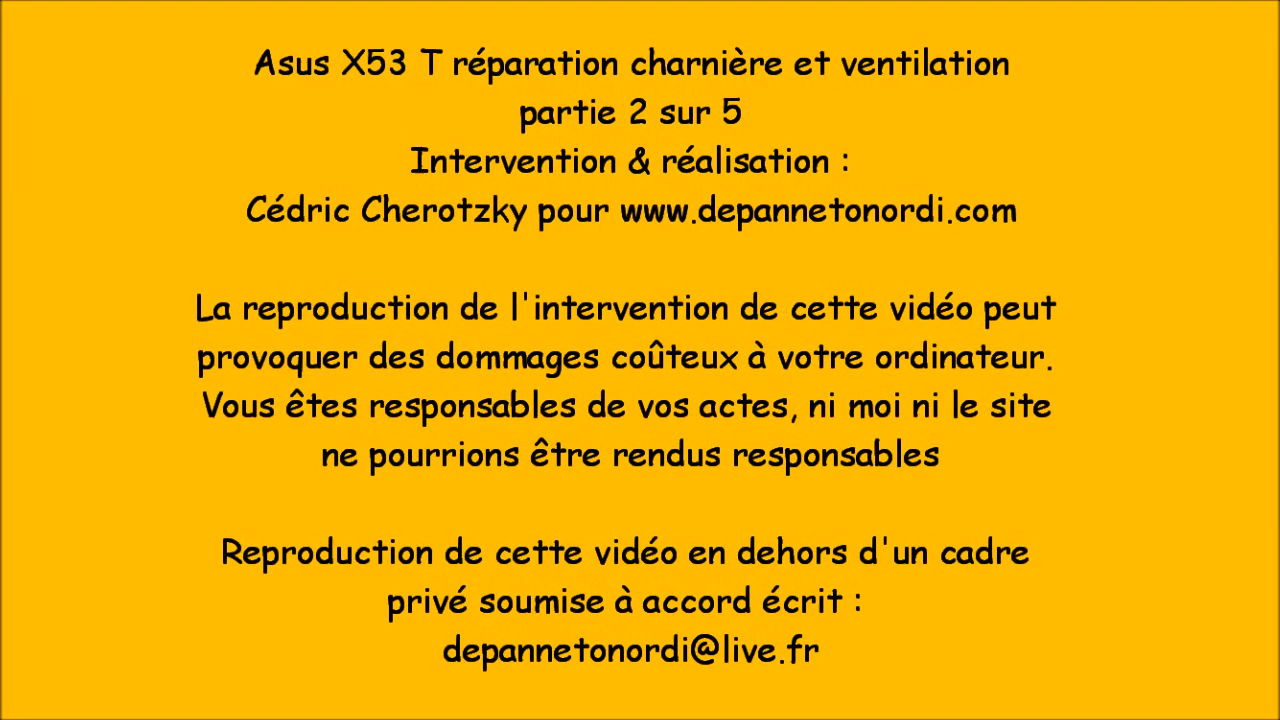 Asus X53 T réparation charnière et ventilation
partie 2 sur 5
Intervention & réalisation :
Cédric Cherotzky pour www.depannetonordi.com
La reproduction de l'intervention de cette vidéo peut
provoquer des dommages coûteux à votre ordinateur.
Vous êtes responsables de vos actes, ni moi ni le site
ne pourrions être rendus responsables
Reproduction de cette vidéo en dehors d'un cadre
privé soumise à accord écrit :
depannetonordi@live.fr